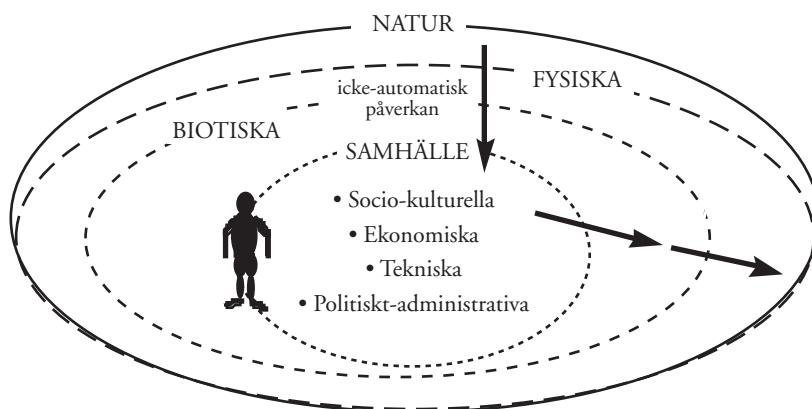 NATUR
FYSISKA
icke-automatisk
påverkan
BIOTISKA
SAMHÄLLE
• Socio-kulturella
• Ekonomiska
• Tekniska
• Politiskt-administrativa